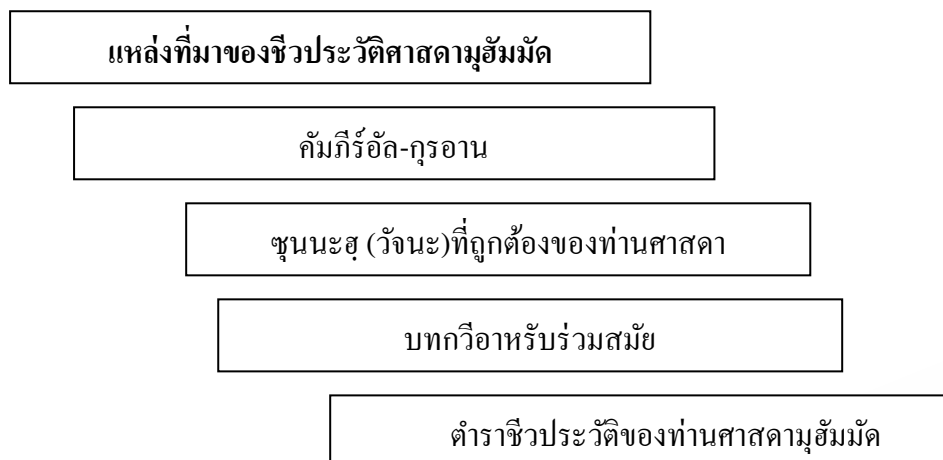 แหล่งที่มาของชีวประวัติศาสดามุฮัมมัด
คัมภีร์อัล-กุรอาน
ซุนนะฮฺ (วัจนะ)ที่ถูกต้องของท่านศาสดา
บทกวีอาหรับร่วมสมัย
ตำราชีวประวัติของท่านศาสดามุฮัมมัด